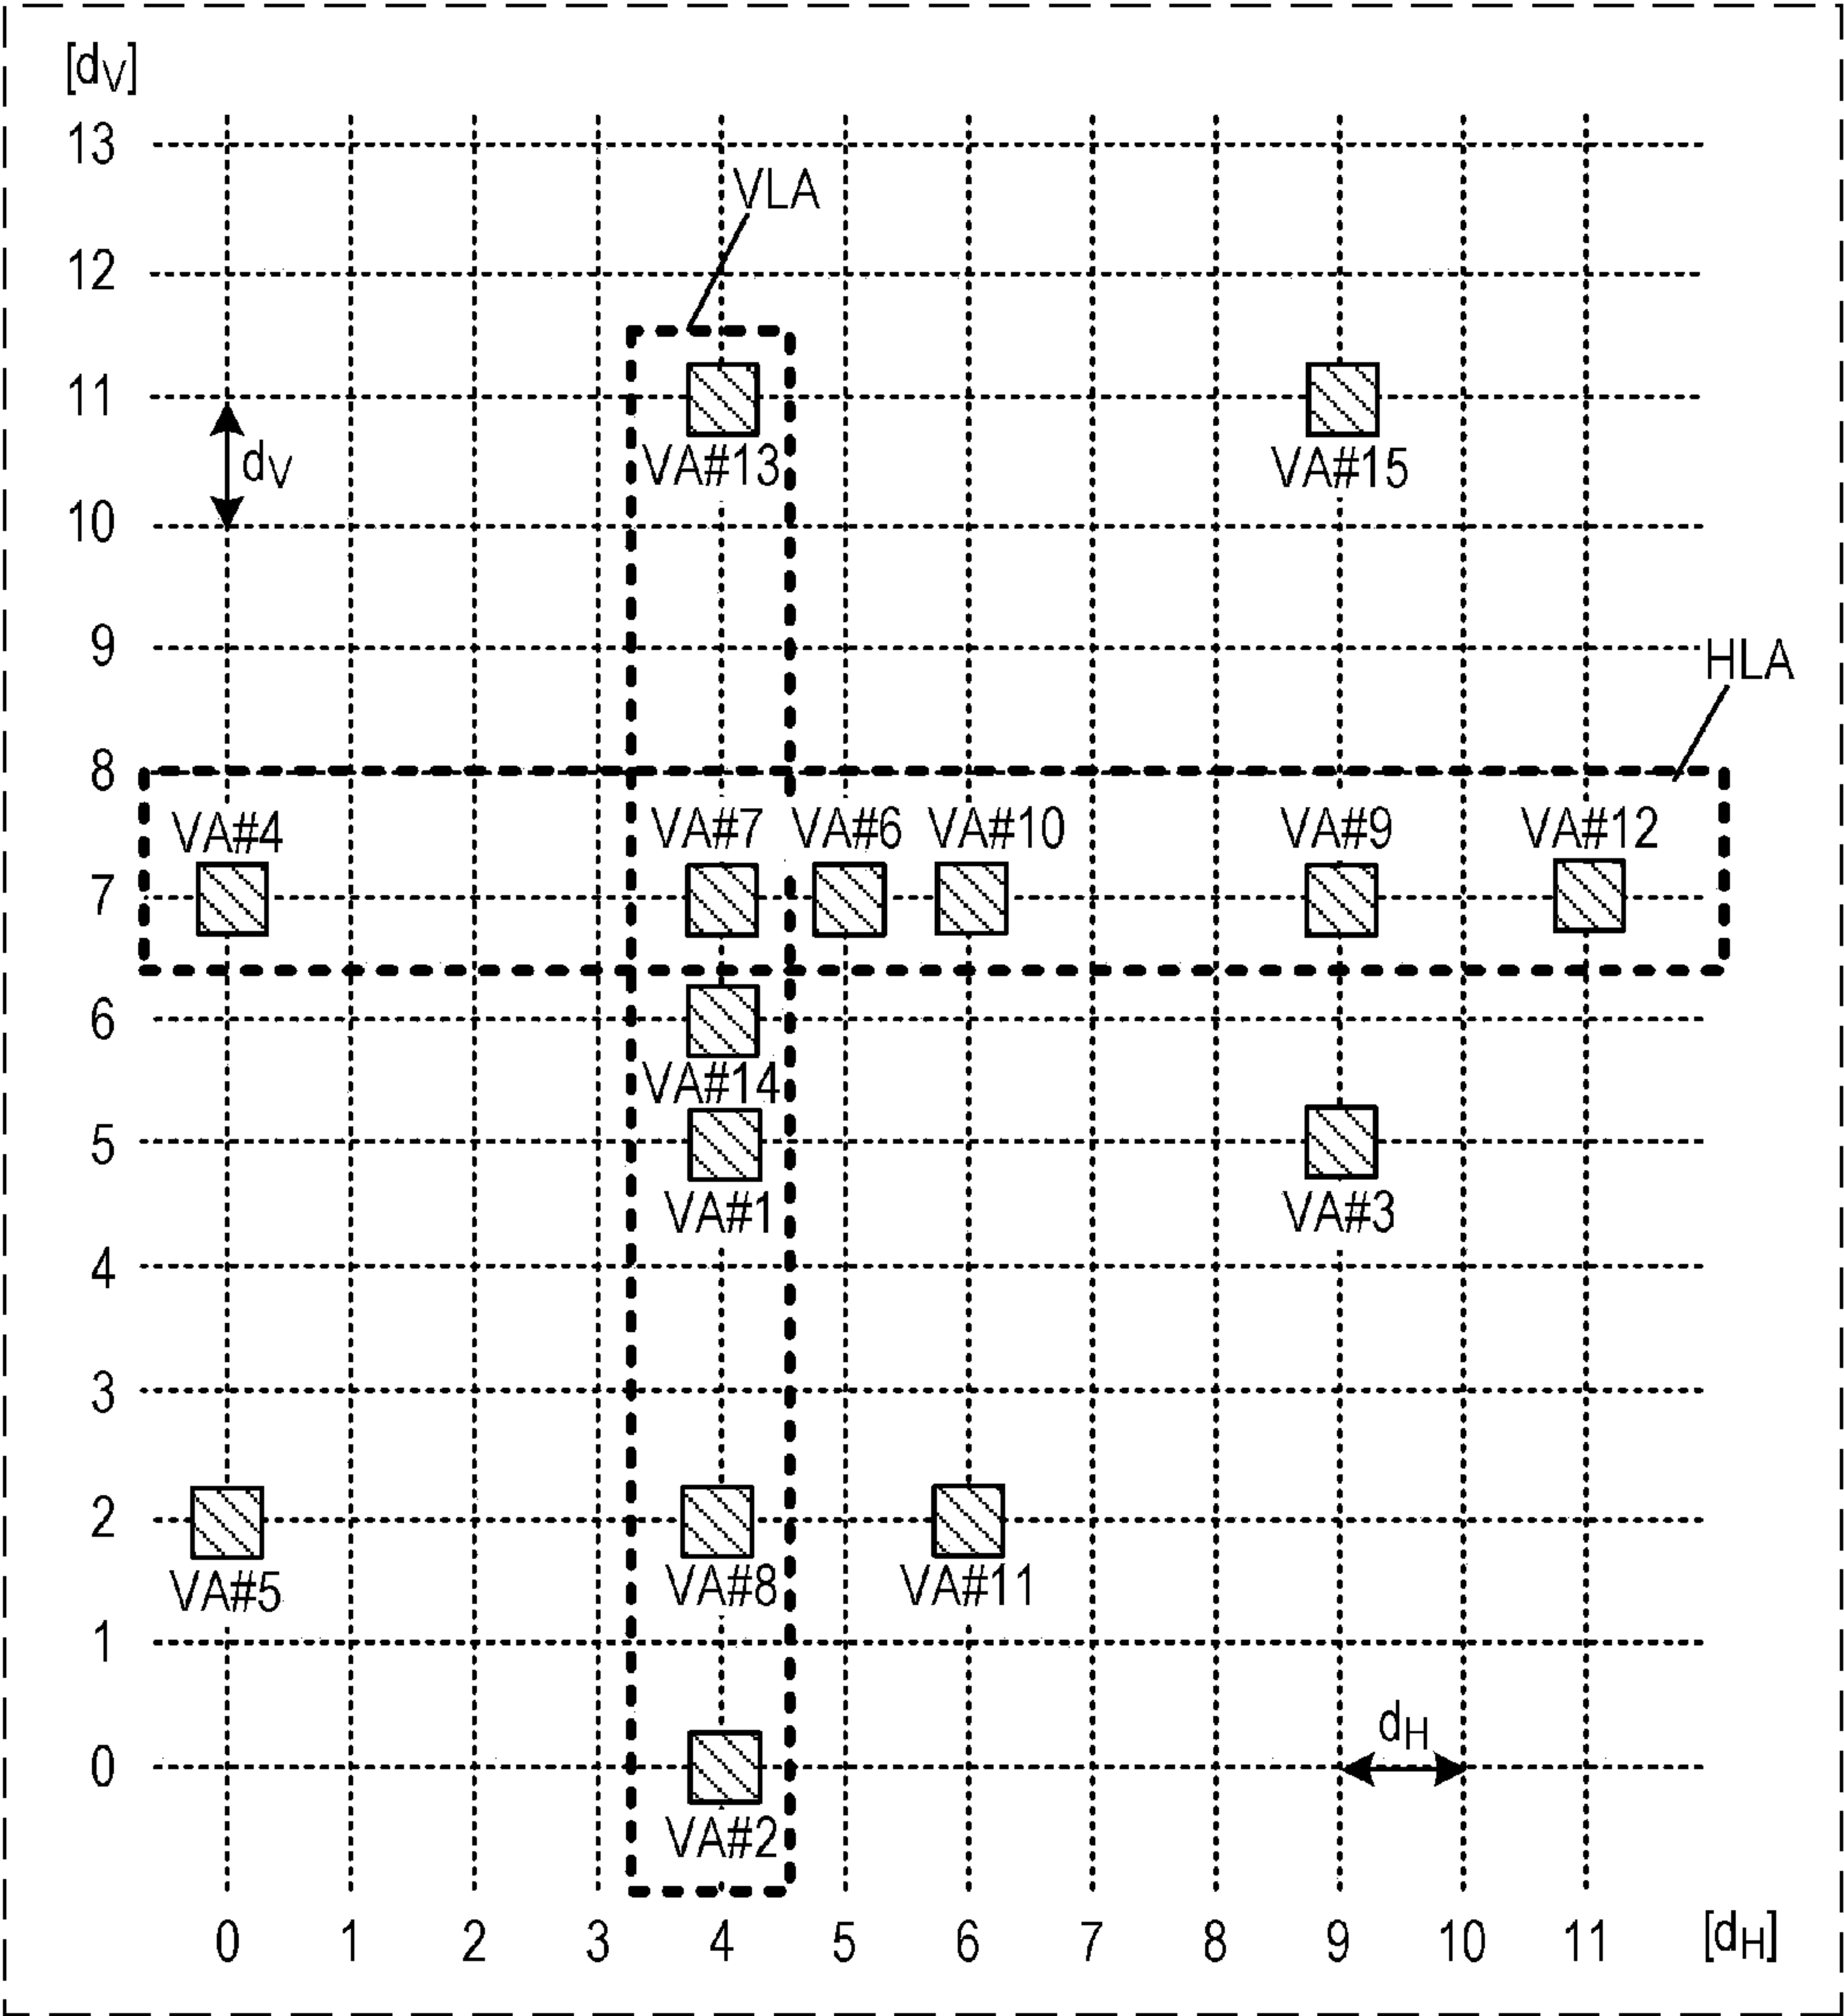 [dV]
13
VLA
12
11
VA#13
VA#15
dV
10
9
HLA
8
VA#4
VA#7
VA#6
VA#10
VA#9
VA#12
7
6
VA#14
5
VA#1
VA#3
4
3
2
VA#5
VA#8
VA#11
1
dH
0
VA#2
0 1 2 3 4 5 6 7 8 9 10 11 [dH]